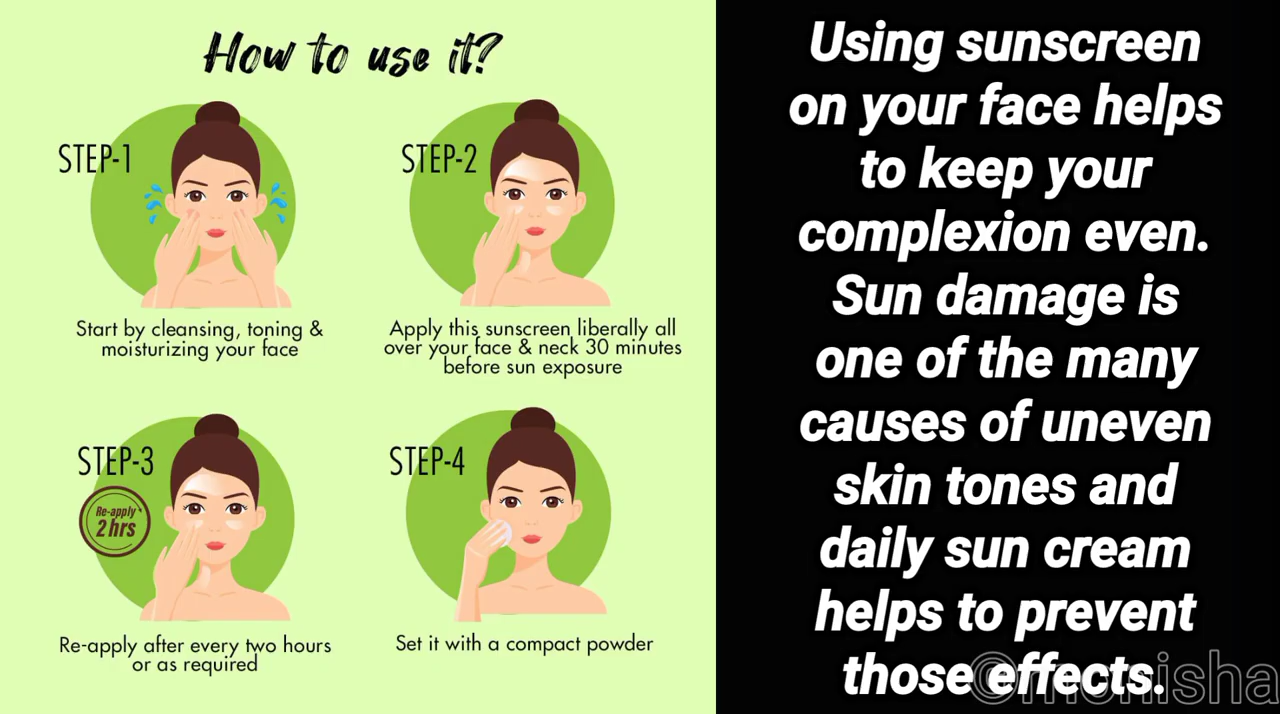 How to use it?
STEP-1
Start by cleansing, toning &
moisturizing your face
STEP-2
Apply this sunscreen liberally all
over your face & neck 30 minutes
before sun exposure
STEP-3
Re-apply
2 hrs
Re-apply after every two hours
or as required
STEP-4
Set it with a compact powder
Using sunscreen
on your face helps
to keep your
complexion even.
Sun damage is
one of the many
causes of uneven
skin tones and
daily sun cream
helps to prevent
those effects.
©monisha